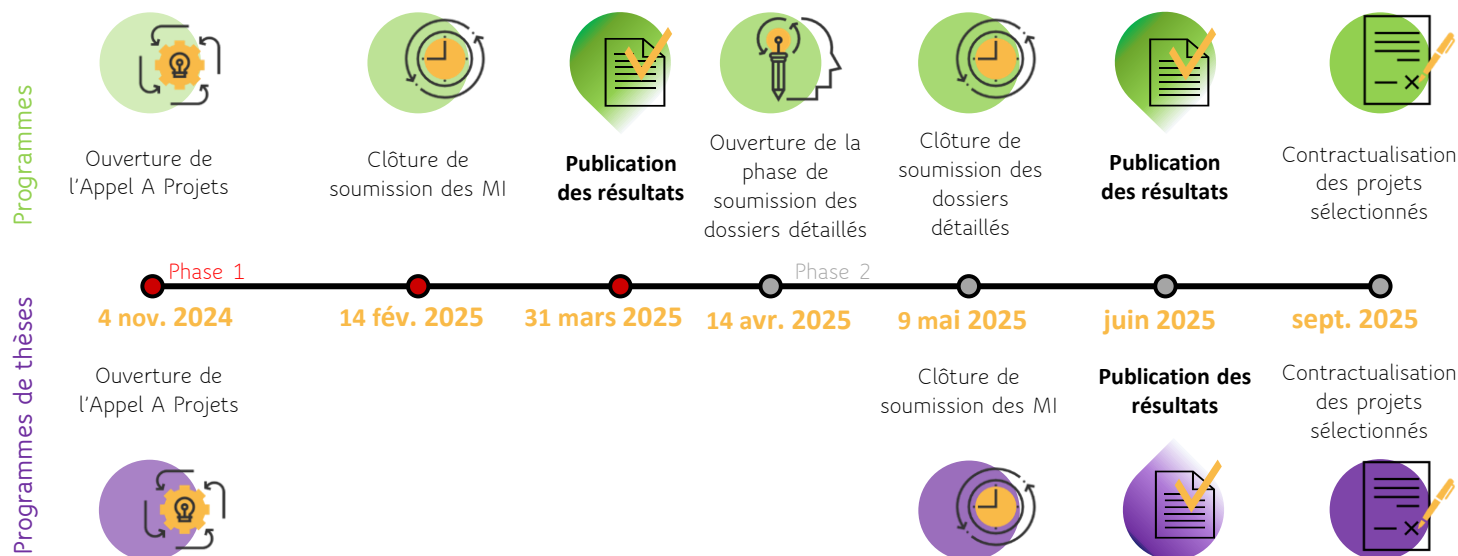 Programmes
Ouverture de
l'Appel A Projets
Clôture de
soumission des MI
Publication
des résultats
Ouverture de la
phase de
soumission des
dossiers détaillés
Clôture de
soumission des
dossiers
détaillés
Publication
des résultats
Contractualisation
des projets
sélectionnés
Phase 1
Phase 2
4 nov. 2024
14 fév. 2025
31 mars 2025
14 avr. 2025
9 mai 2025
juin 2025
sept. 2025
Programmes de thèses
Ouverture de
l'Appel A Projets
Clôture de
soumission des MI
Publication des
résultats
Contractualisation
des projets
sélectionnés